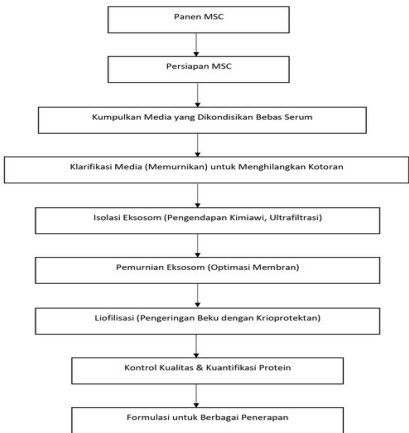 Panen MSC
Persiapan MSC
Kumpulkan Media yang Dikondisikan Bebas Serum
Klarifikasi Media (Memurnikan) untuk Menghilangkan Kotoran
Isolasi Eksosom (Pengendapan Kimiawi, Ultrafiltrasi)
Pemurnian Eksosom (Optimasi Membran)
Liofilisasi (Pengeringan Beku dengan Krioprotektan)
Kontrol Kualitas & Kuantifikasi Protein
Formulasi untuk Berbagai Penerapan